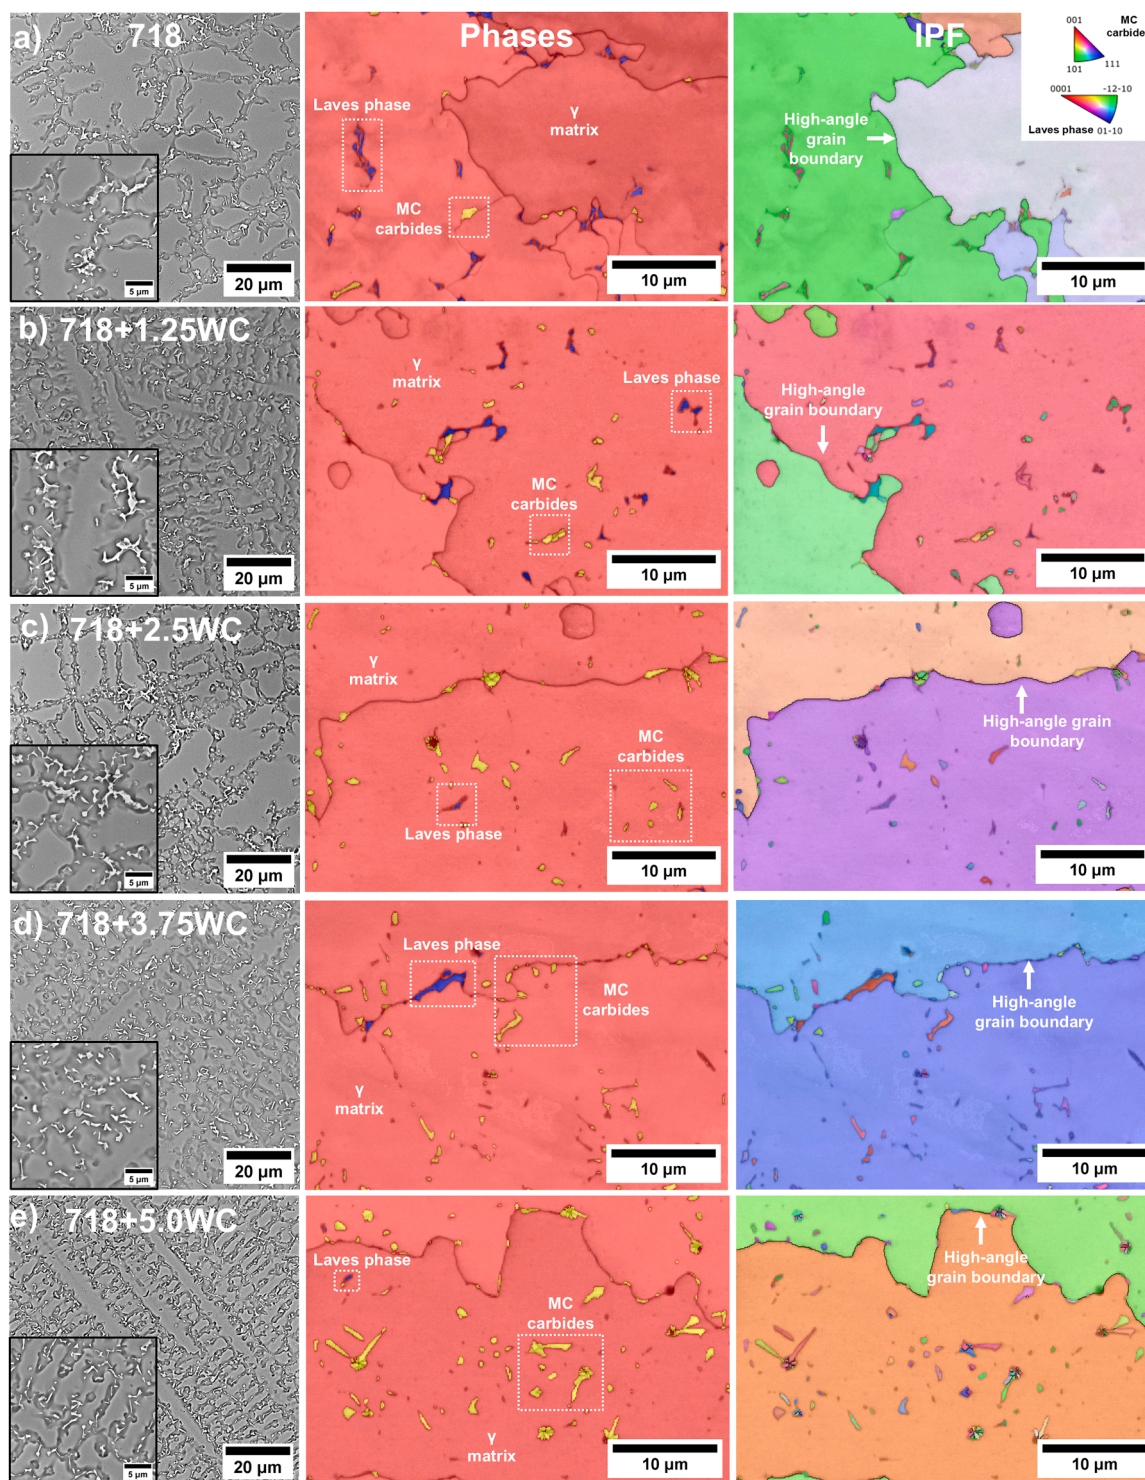 a) 718
Phases
IPF
001
MC
carbide
101
111
0001
-12-10
Laves phase
01-10
Laves phase
γ
matrix
MC
carbides
High-angle
grain
boundary
5 µm
20 µm
10 µm
10 µm
b) 718+1.25WC
γ
matrix
Laves phase
MC
carbides
High-angle
grain boundary
5 µm
20 µm
10 µm
10 µm
c) 718+2.5WC
γ
matrix
MC
carbides
Laves phase
High-angle grain
boundary
5 µm
20 µm
10 µm
10 µm
d) 718+3.75WC
Laves phase
MC
carbides
γ
matrix
High-angle
grain boundary
5 µm
20 µm
10 µm
10 µm
e) 718+5.0WC
Laves phase
MC
carbides
γ
matrix
High-angle
grain boundary
5 µm
20 µm
10 µm
10 µm